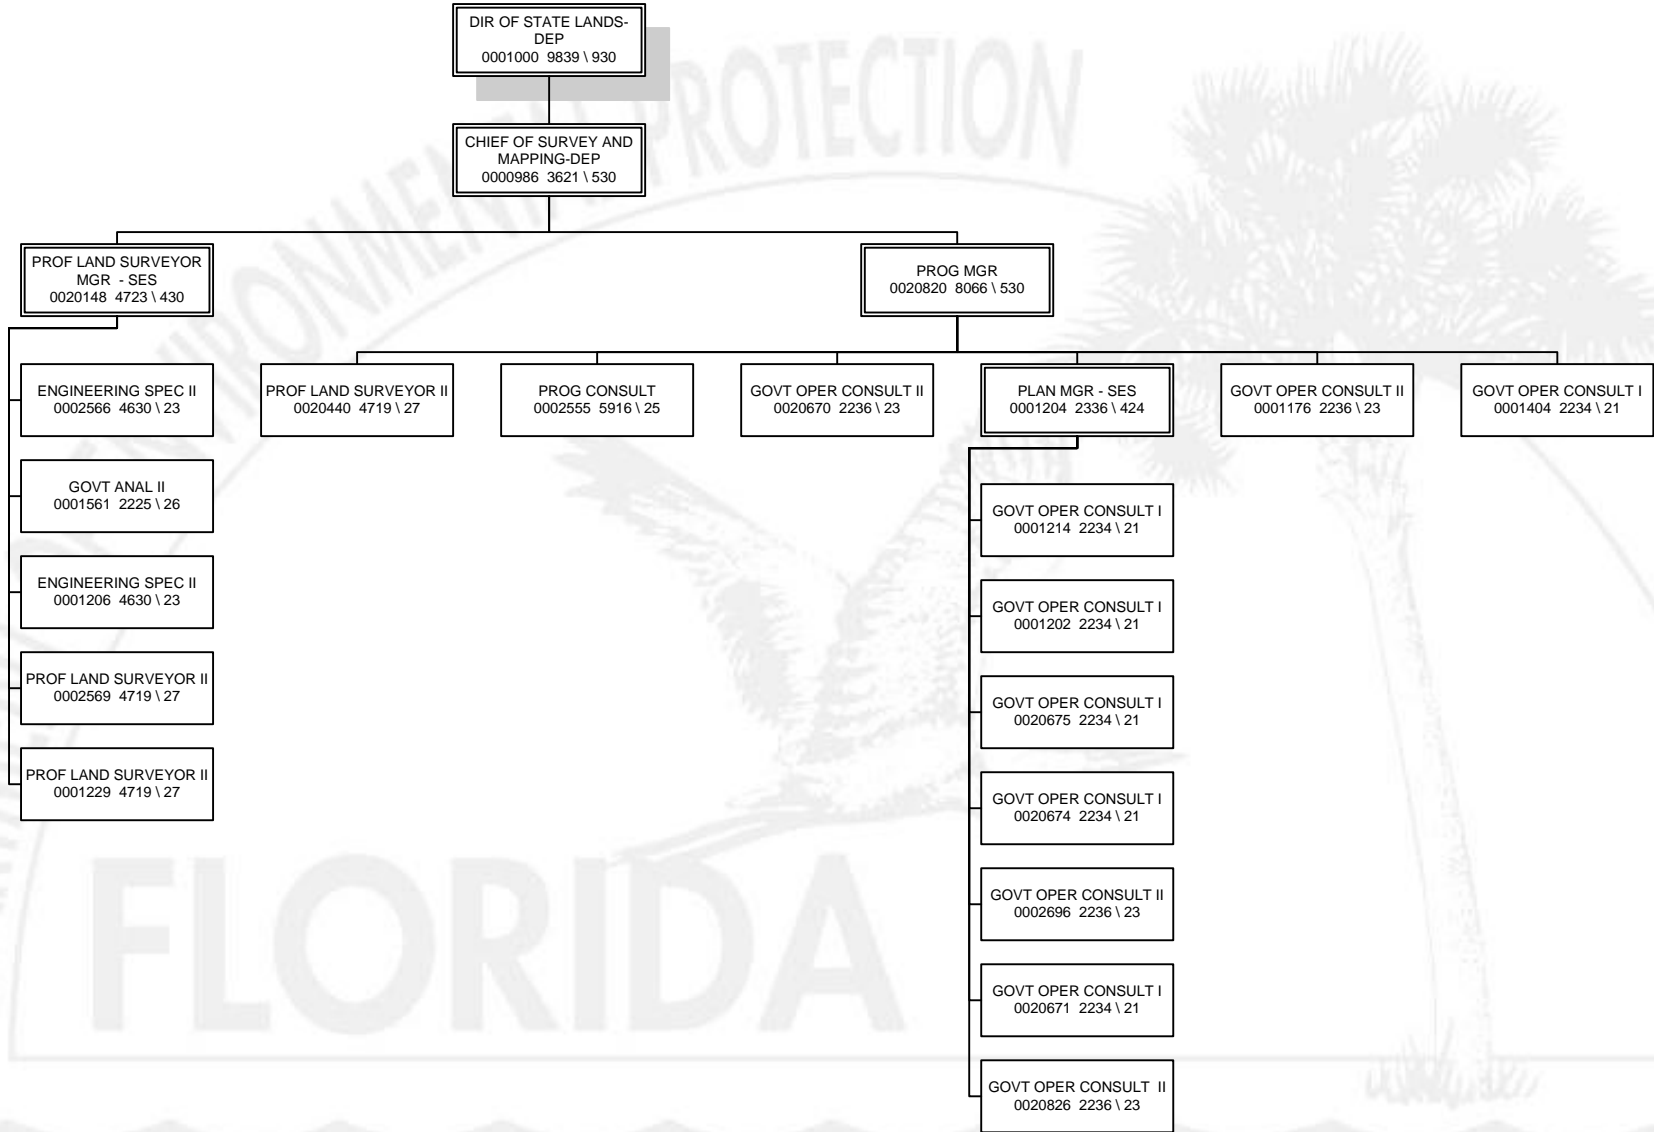 DIR OF STATE LANDS-
DEP
0001000 9839 \ 930
CHIEF OF SURVEY AND
MAPPING-DEP
0000986 3621 \ 530
PROF LAND SURVEYOR
MGR - SES
0020148 4723 \ 430
PROG MGR
0020820 8066 \ 530
ENGINEERING SPEC II
0002566 4630 \ 23
PROF LAND SURVEYOR II
0020440 4719 \ 27
PROG CONSULT
0002555 5916 \ 25
GOVT OPER CONSULT II
0020670 2236 \ 23
PLAN MGR - SES
0001204 2336 \ 424
GOVT OPER CONSULT II
0001176 2236 \ 23
GOVT OPER CONSULT I
0001404 2234 \ 21
GOVT ANAL II
0001561 2225 \ 26
ENGINEERING SPEC II
0001206 4630 \ 23
PROF LAND SURVEYOR II
0002569 4719 \ 27
PROF LAND SURVEYOR II
0001229 4719 \ 27
GOVT OPER CONSULT I
0001214 2234 \ 21
GOVT OPER CONSULT I
0001202 2234 \ 21
GOVT OPER CONSULT I
0020675 2234 \ 21
GOVT OPER CONSULT I
0020674 2234 \ 21
GOVT OPER CONSULT II
0002696 2236 \ 23
GOVT OPER CONSULT I
0020671 2234 \ 21
GOVT OPER CONSULT II
0020826 2236 \ 23
PROTECTION
FLORIDA